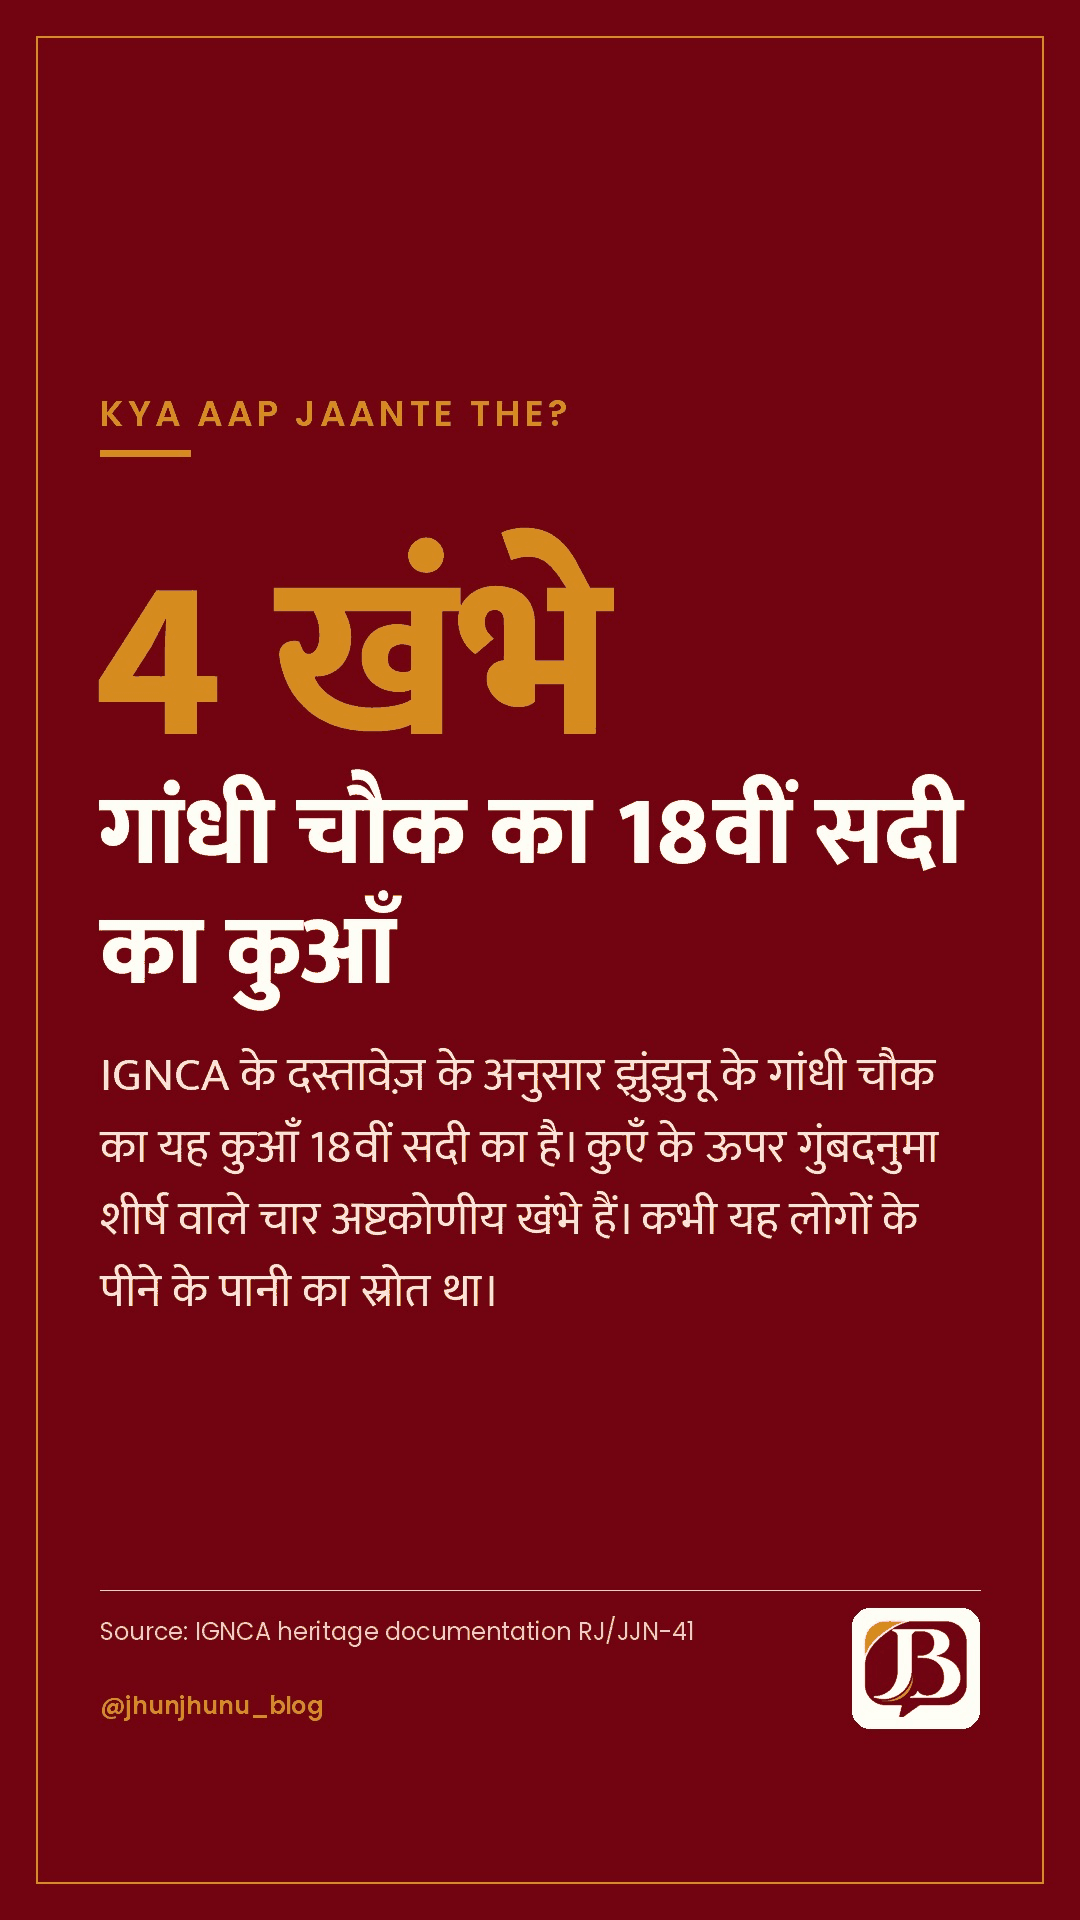 KYA AAP JAANTE THE?
4 खंभे
गांधी चौक का 18वीं सदी
का कुआँ
IGNCA के दस्तावेज़ के अनुसार झुंझुनू के गांधी चौक
का यह कुआँ 18वीं सदी का है। कुएँ के ऊपर गुंबदनुमा
शीर्ष वाले चार अष्टकोणीय खंभे हैं। कभी यह लोगों के
पीने के पानी का स्रोत था।
Source: IGNCA heritage documentation RJ/JJN-41
@jhunjhunu_blog
JB